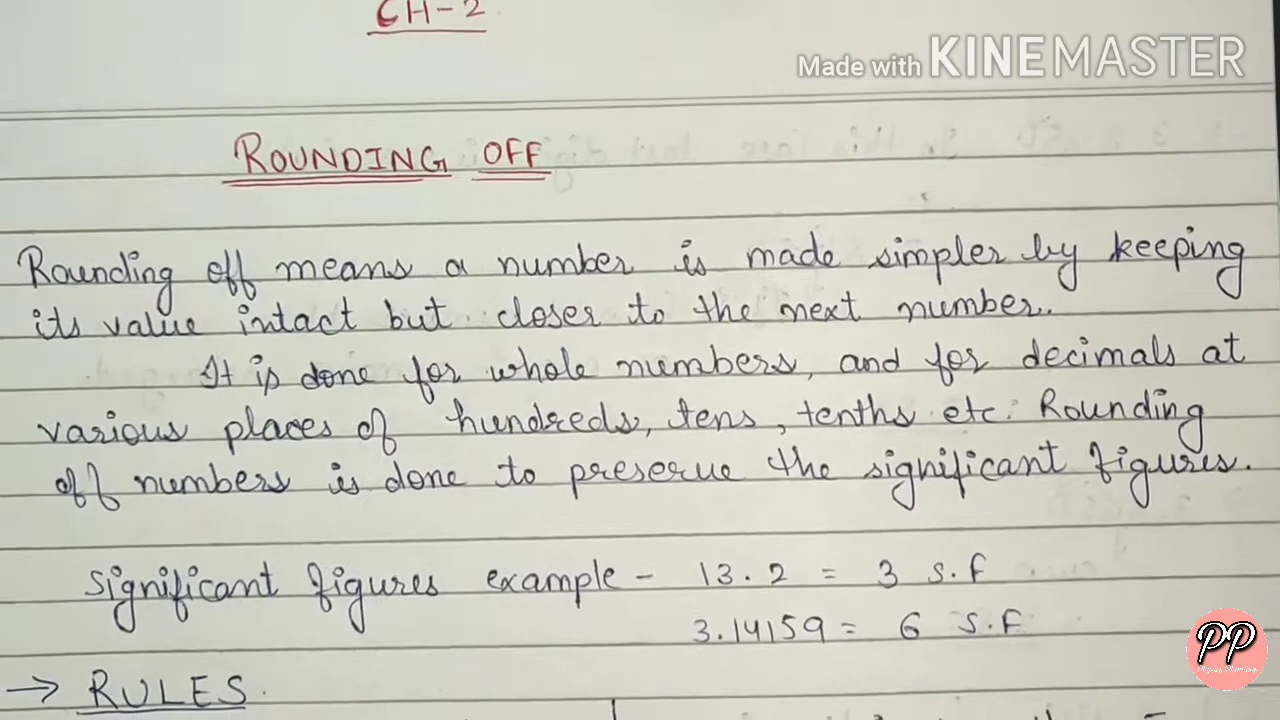 CH-2
Made with KINEMASTER
ROUNDING OFF
Rounding off means a number is made simpler by keeping
its value intact but closer to the next number.
It is done for whole numbers, and for decimals at
various places of hundreds, tens, tenths etc. Rounding
off numbers is done to preserve the significant figures.
Significant figures example - 13.2 = 3 S.F
3.14159 = 6 S.F
PP
→ RULES.